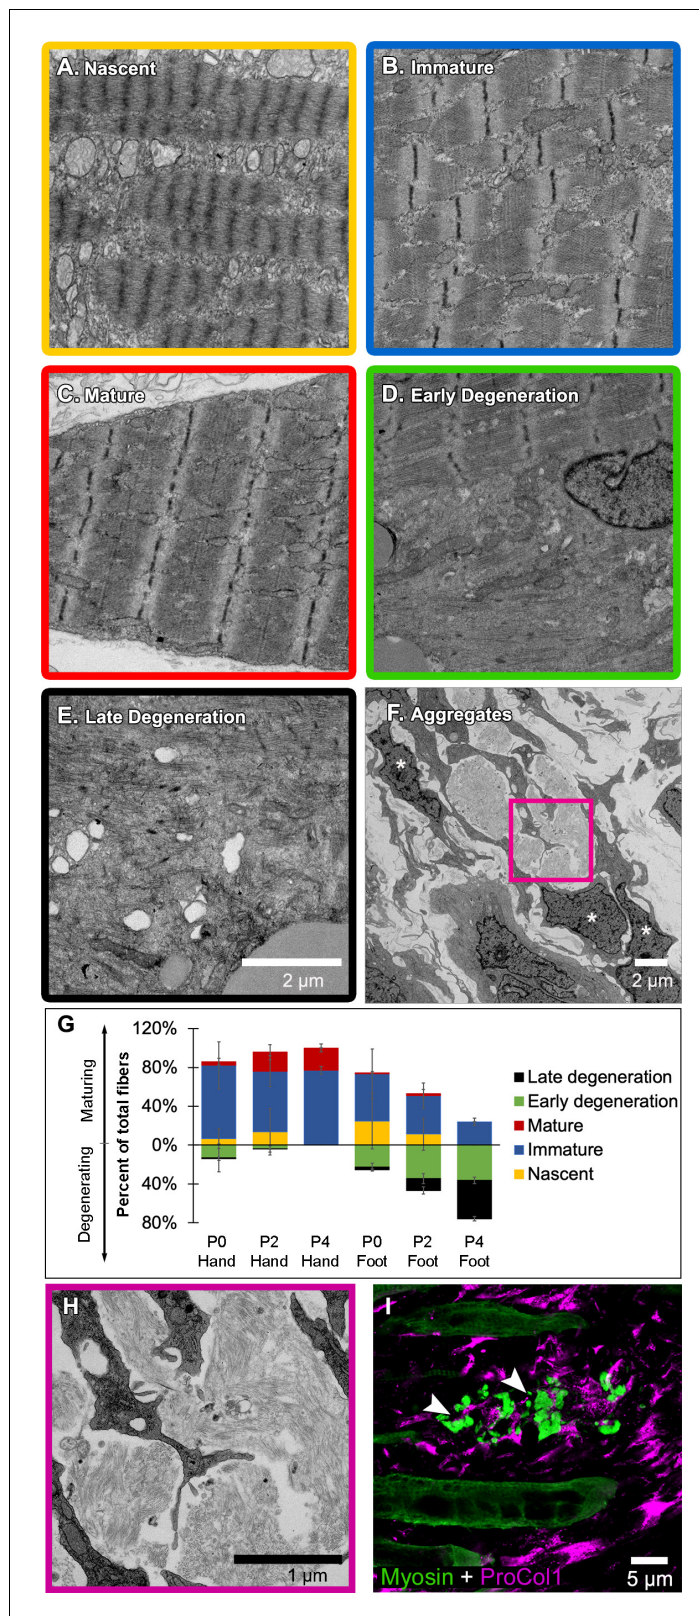 A. Nascent
B. Immature
C. Mature
D. Early Degeneration
E. Late Degeneration
2 µm
F. Aggregates
*
*
*
2 µm
G
Maturing
Degenerating
Percent of total fibers
120%
80%
40%
0%
40%
80%
P0 P2 P4 P0 P2 P4
Hand Hand Hand Foot Foot Foot
Late degeneration
Early degeneration
Mature
Immature
Nascent
H
1 µm
I
Myosin + ProCol1
5 µm